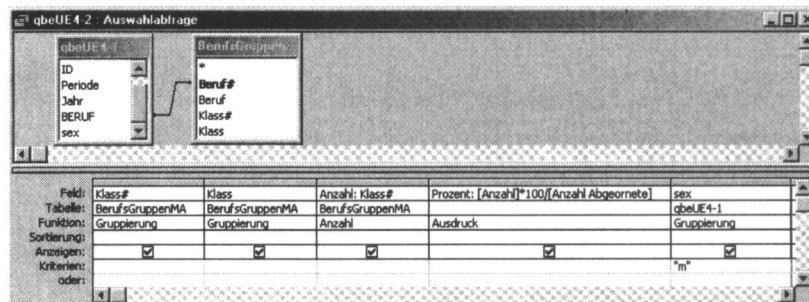 qbeUE4-2 : Auswahlabfrage
qbeUE4-1
ID
Periode
Jahr
BERUF
sex
BerufsGruppen
*
Beruf#
Beruf
Klass#
Klass
Feld: Klass# Klass Anzahl: Klass# Prozent: [Anzahl]*100/[Anzahl Abgeornete] sex
Tabelle: BerufsGruppenMA BerufsGruppenMA BerufsGruppenMA qbeUE4-1
Funktion: Gruppierung Gruppierung Anzahl Ausdruck Gruppierung
Sortierung:
Anzeigen:
Kriterien: "m"
oder: